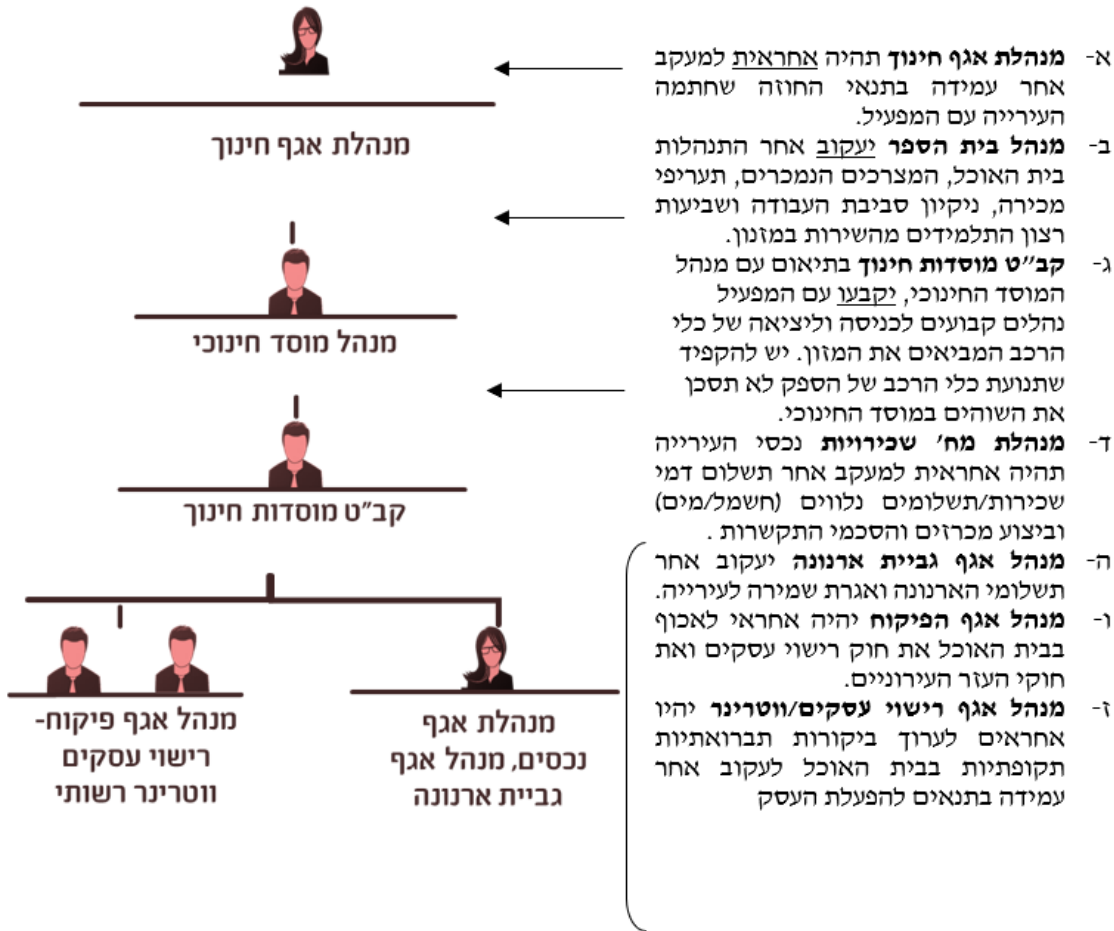 א- מנהלת אגף חינוך תהיה אחראית למעקב
אחר עמידה בתנאי החוזה שחתמה
העירייה עם המפעיל.
ב- מנהל בית הספר יעקוב אחר התנהלות
בית האוכל, המצרכים הנמכרים, תעריפי
מכירה, ניקיון סביבת העבודה ושביעות
רצון התלמידים מהשירות במזנון.
ג- קב"ט מוסדות חינוך בתיאום עם מנהל
המוסד החינוכי, יקבעו עם המפעיל
נהלים קבועים לכניסה וליציאה של כלי
הרכב המביאים את המזון. יש להקפיד
שתנועת כלי הרכב של הספק לא תסכן
את השוהים במוסד החינוכי.
ד- מנהלת מח' שכירויות נכסי העירייה
תהיה אחראית למעקב אחר תשלום דמי
שכירות/תשלומים נלווים (חשמל/מים)
וביצוע מכרזים והסכמי התקשרות .
ה- מנהל אגף גביית ארנונה יעקוב אחר
תשלומי הארנונה ואגרת שמירה לעירייה.
ו- מנהל אגף הפיקוח יהיה אחראי לאכוף
בבית האוכל את חוק רישוי עסקים ואת
חוקי העזר העירוניים.
ז- מנהל אגף רישוי עסקים/ווטרינר יהיו
אחראים לערוך ביקורות תברואתיות
תקופתיות בבית האוכל לעקוב אחר
עמידה בתנאים להפעלת העסק
מנהלת אגף חינוך
מנהל מוסד חינוכי
קב"ט מוסדות חינוך
מנהלת אגף
נכסים, מנהל אגף
גביית ארנונה
מנהל אגף פיקוח-
רישוי עסקים
ווטרינר רשותי